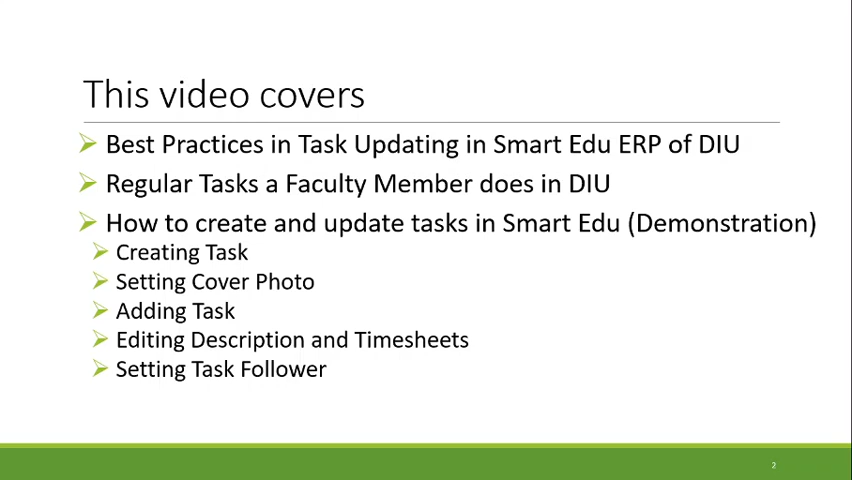 This video covers
Best Practices in Task Updating in Smart Edu ERP of DIU
Regular Tasks a Faculty Member does in DIU
How to create and update tasks in Smart Edu (Demonstration)
Creating Task
Setting Cover Photo
Adding Task
Editing Description and Timesheets
Setting Task Follower
2